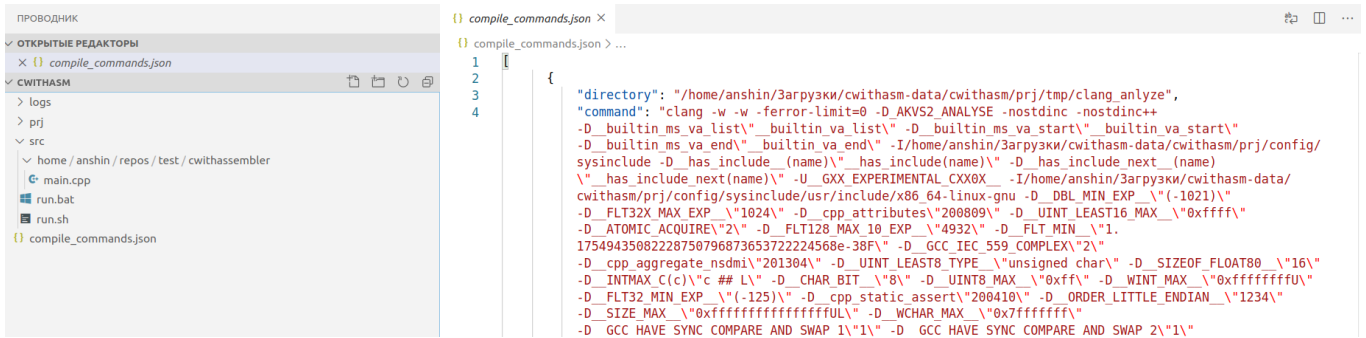 ПРОВОДНИК
ОТКРЫТЫЕ РЕДАКТОРЫ
{} compile_commands.json
CWITHASM
logs
prj
src
home / anshin / repos / test / cwithassembler
main.cpp
run.bat
run.sh
{} compile_commands.json
{} compile_commands.json
{} compile_commands.json > ...
1 [
2 {
3 "directory": "/home/anshin/Загрузки/cwithasm-data/cwithasm/prj/tmp/clang_anlyze",
4 "command": "clang -w -w -ferror-limit=0 -D_AKVS2_ANALYSE -nostdinc -nostdinc++
-D__builtin_ms_va_list\"__builtin_va_list\" -D__builtin_ms_va_start\"__builtin_va_start\"
-D__builtin_ms_va_end\"__builtin_va_end\" -I/home/anshin/Загрузки/cwithasm-data/cwithasm/prj/config/
sysinclude -D__has_include__(name)\"__has_include(name)\" -D__has_include_next__(name)
\"__has_include_next(name)\" -U__GXX_EXPERIMENTAL_CXX0X__ -I/home/anshin/Загрузки/cwithasm-data/
cwithasm/prj/config/sysinclude/usr/include/x86_64-linux-gnu -D__DBL_MIN_EXP__\"(-1021)\"
-D__FLT32X_MAX_EXP__\"1024\" -D__cpp_attributes\"200809\" -D__UINT_LEAST16_MAX__\"0xffff\"
-D__ATOMIC_ACQUIRE\"2\" -D__FLT128_MAX_10_EXP__\"4932\" -D__FLT_MIN__\"1.
17549435082228750796873653722224568e-38F\" -D__GCC_IEC_559_COMPLEX\"2\"
-D__cpp_aggregate_nsdmi\"201304\" -D__UINT_LEAST8_TYPE__\"unsigned char\" -D__SIZEOF_FLOAT80__\"16\"
-D__INTMAX_C(c)\"c ## L\" -D__CHAR_BIT__\"8\" -D__UINT8_MAX__\"0xff\" -D__WINT_MAX__\"0xffffffffU\"
-D__FLT32_MIN_EXP__\"(-125)\" -D__cpp_static_assert\"200410\" -D__ORDER_LITTLE_ENDIAN__\"1234\"
-D__SIZE_MAX__\"0xffffffffffffffffUL\" -D__WCHAR_MAX__\"0x7fffffff\"
-D__GCC_HAVE_SYNC_COMPARE_AND_SWAP_1\"1\" -D__GCC_HAVE_SYNC_COMPARE_AND_SWAP_2\"1\"